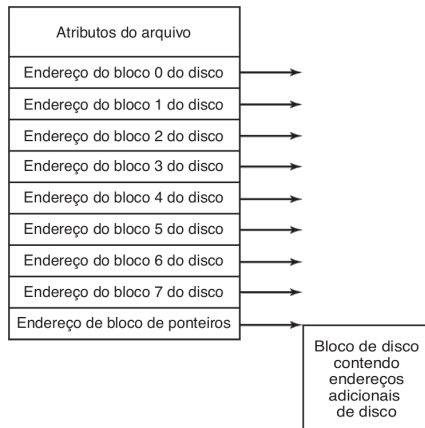 Atributos do arquivo
Endereço do bloco 0 do disco
Endereço do bloco 1 do disco
Endereço do bloco 2 do disco
Endereço do bloco 3 do disco
Endereço do bloco 4 do disco
Endereço do bloco 5 do disco
Endereço do bloco 6 do disco
Endereço do bloco 7 do disco
Endereço de bloco de ponteiros
Bloco de disco
contendo
endereços
adicionais
de disco